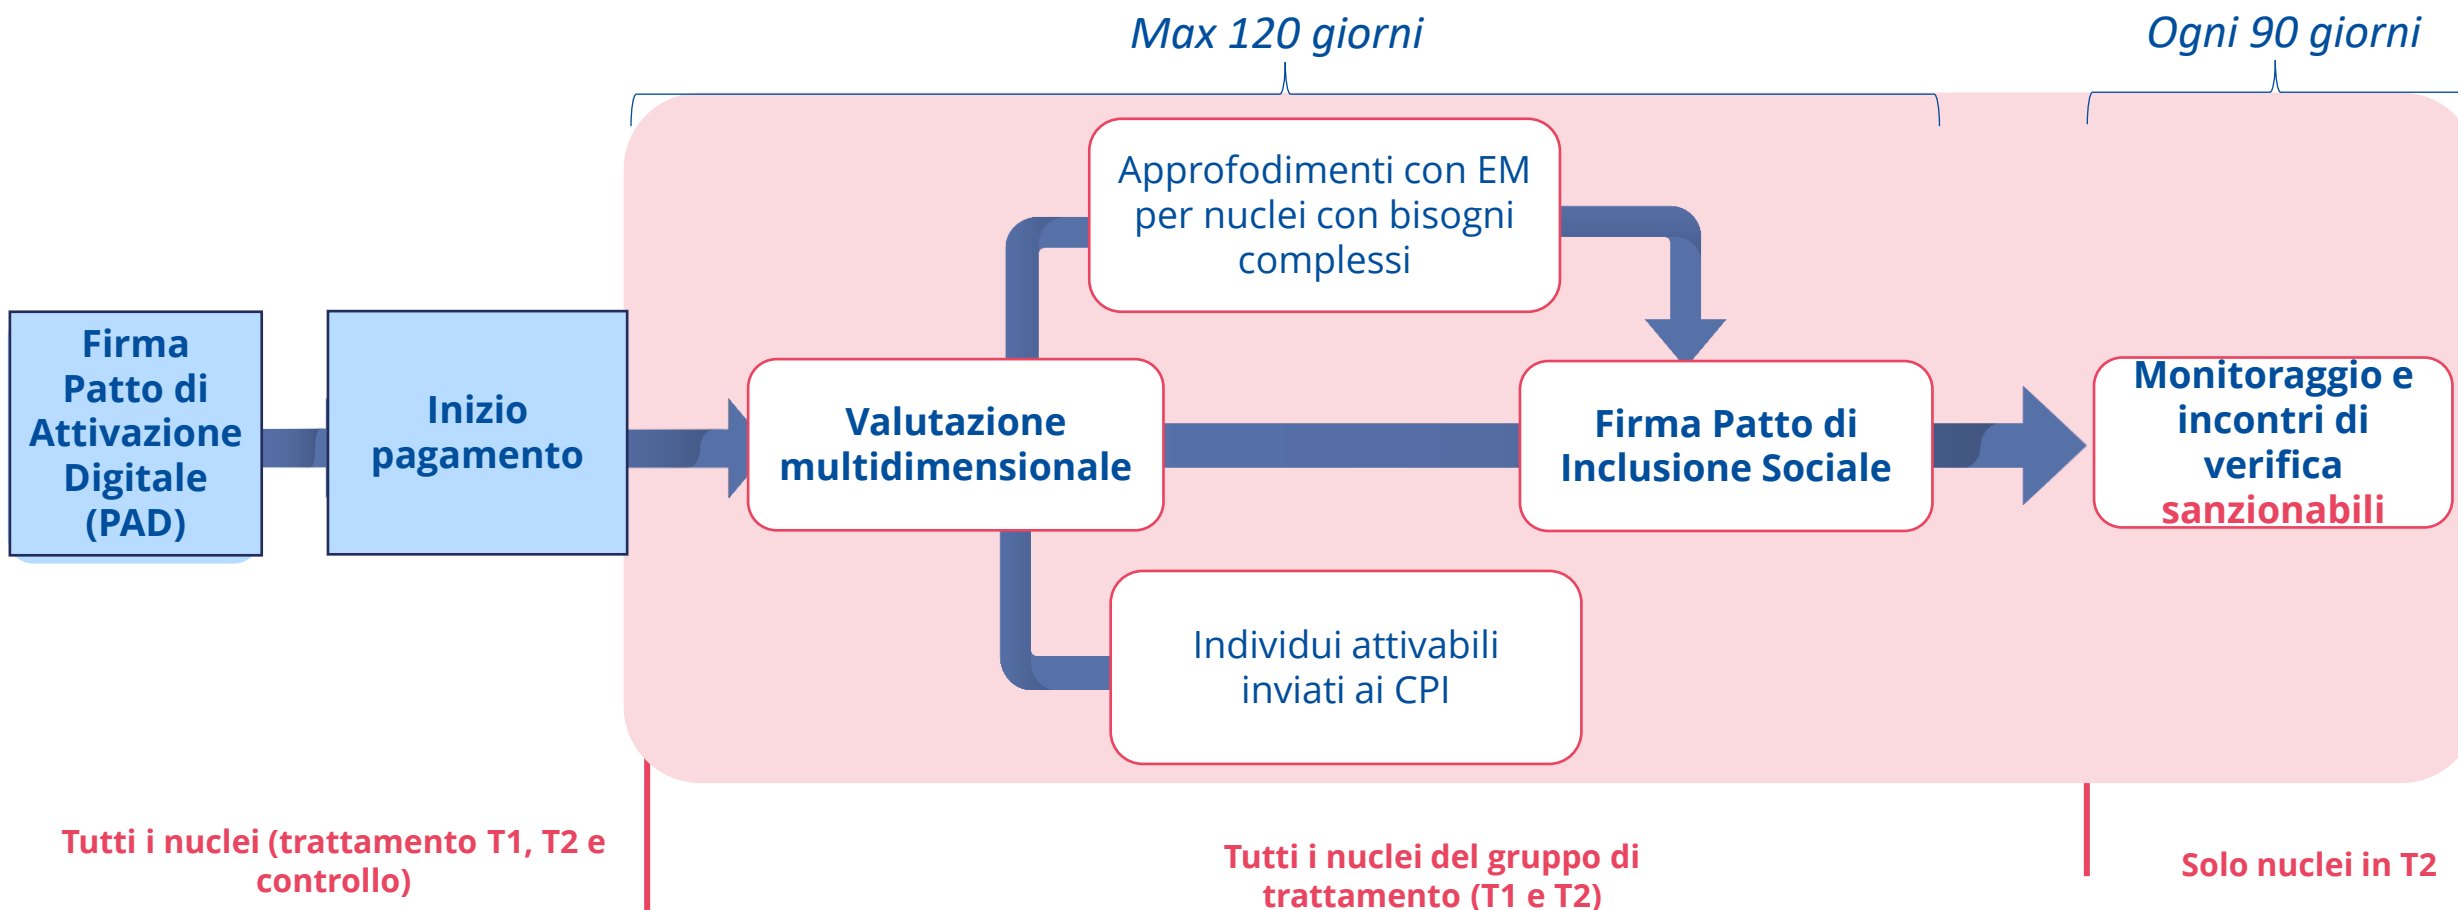 Max 120 giorni
Ogni 90 giorni
Approfodimenti con EM
per nuclei con bisogni
complessi
Firma
Patto di
Attivazione
Digitale
(PAD)
Inizio
pagamento
Valutazione
multidimensionale
Firma Patto di
Inclusione Sociale
Monitoraggio e
incontri di
verifica
sanzionabili
Individui attivabili
inviati ai CPI
Tutti i nuclei (trattamento T1, T2 e
controllo)
Tutti i nuclei del gruppo di
trattamento (T1 e T2)
Solo nuclei in T2